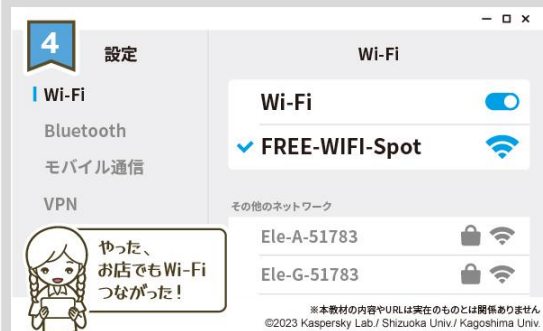 4
設定
Wi-Fi
Wi-Fi
Bluetooth
モバイル通信
VPN
Wi-Fi
FREE-WIFI-Spot
その他のネットワーク
Ele-A-51783
Ele-G-51783
やった、
お店でもWi-Fi
つながった!
※本教材の内容やURLは実在のものとは関係ありません
©2023 Kaspersky Lab./ Shizuoka Univ./ Kagoshima Univ.